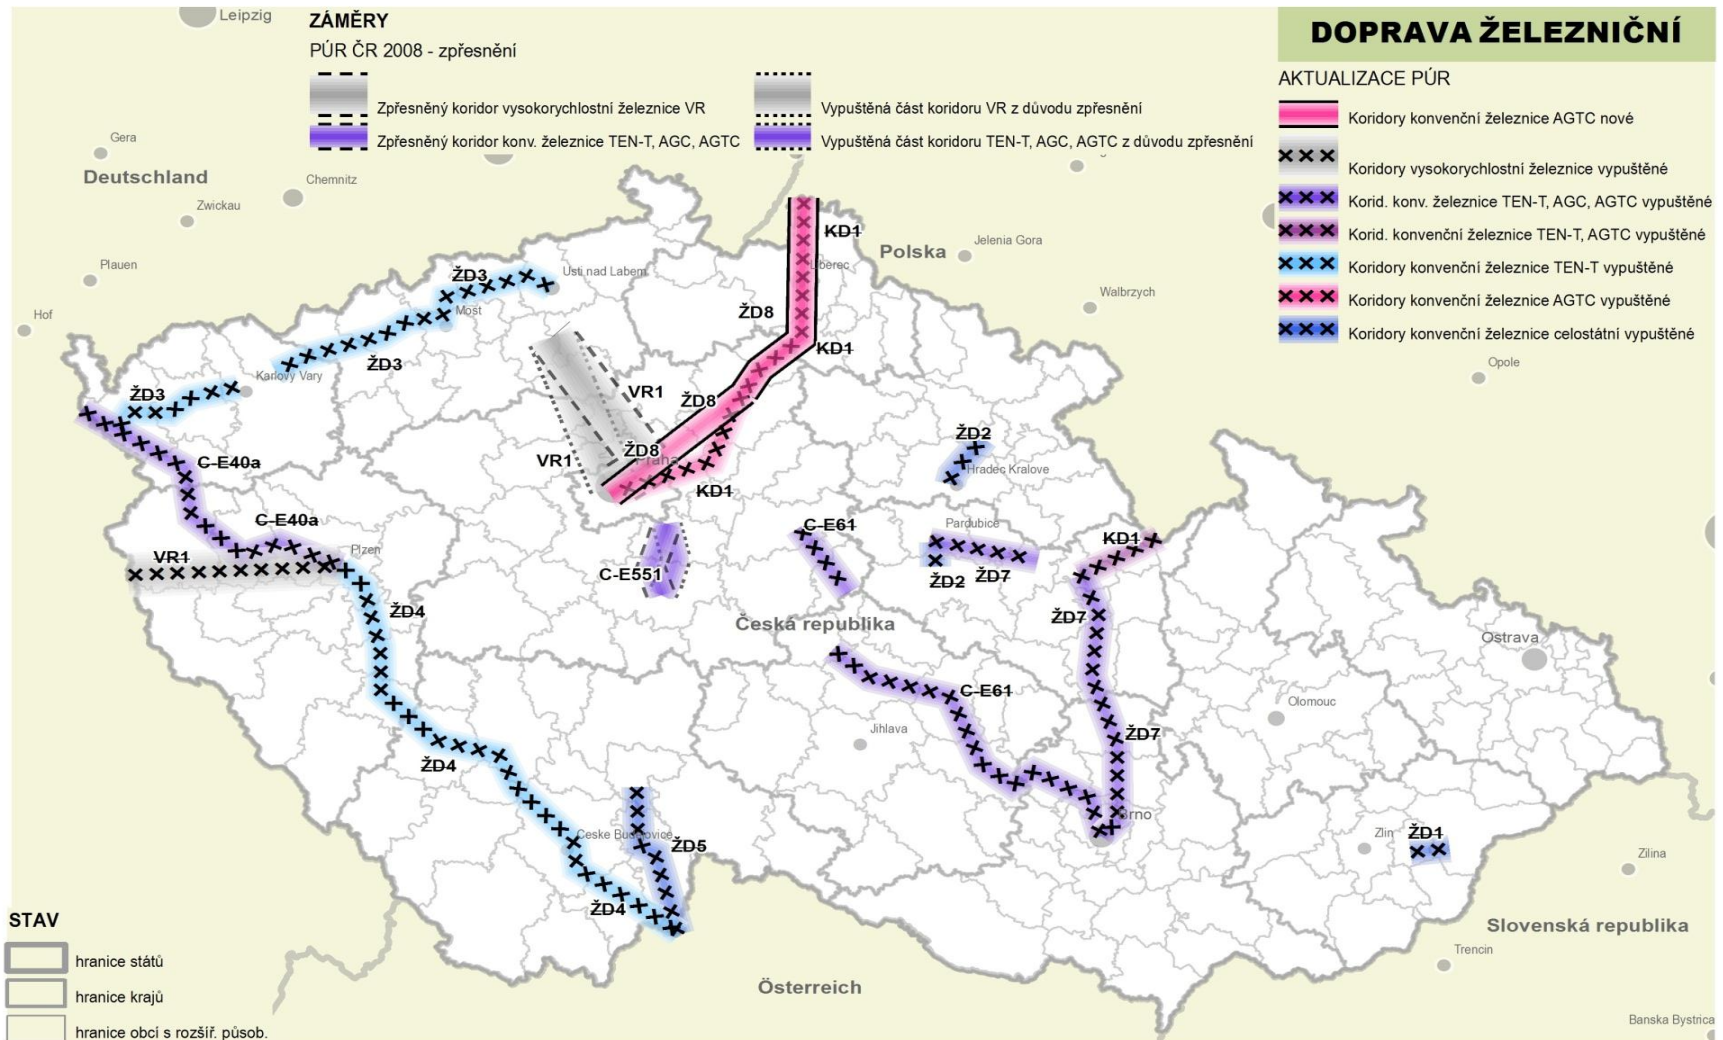 Leipzig
ZÁMĚRY
PÚR ČR 2008 - zpřesnění
Zpřesněný koridor vysokorychlostní železnice VR
Zpřesněný koridor konv. železnice TEN-T, AGC, AGTC
Vypuštěná část koridoru VR z důvodu zpřesnění
Vypuštěná část koridoru TEN-T, AGC, AGTC z důvodu zpřesnění
DOPRAVA ŽELEZNIČNÍ
AKTUALIZACE PÚR
Koridory konvenční železnice AGTC nové
Koridory vysokorychlostní železnice vypuštěné
Korid. konv. železnice TEN-T, AGC, AGTC vypuštěné
Korid. konvenční železnice TEN-T, AGTC vypuštěné
Koridory konvenční železnice TEN-T vypuštěné
Koridory konvenční železnice AGTC vypuštěné
Koridory konvenční železnice celostátní vypuštěné
Gera
Deutschland
Chemnitz
Zwickau
Plauen
Hof
KD1
Polska
Jelenia Gora
Liberec
Walbrzych
Opole
ŽD3
Usti nad Labem
Most
ŽD8
KD1
ŽD3
Karlovy Vary
ŽD3
VR1
ŽD8
ŽD8
Praha
VR1
KD1
ŽD2
Hradec Kralove
C-E40a
C-E40a
VR1
Plzen
C-E61
Pardubice
KD1
C-E551
ŽD2
ŽD7
ŽD4
Česká republika
ŽD7
Ostrava
C-E61
Olomouc
Jihlava
ŽD7
ŽD4
Ceske Budejovice
ŽD5
Brno
Zlin
ŽD1
Zilina
ŽD4
STAV
hranice států
hranice krajů
hranice obcí s rozšíř. působ.
Slovenská republika
Trencin
Österreich
Banska Bystrica